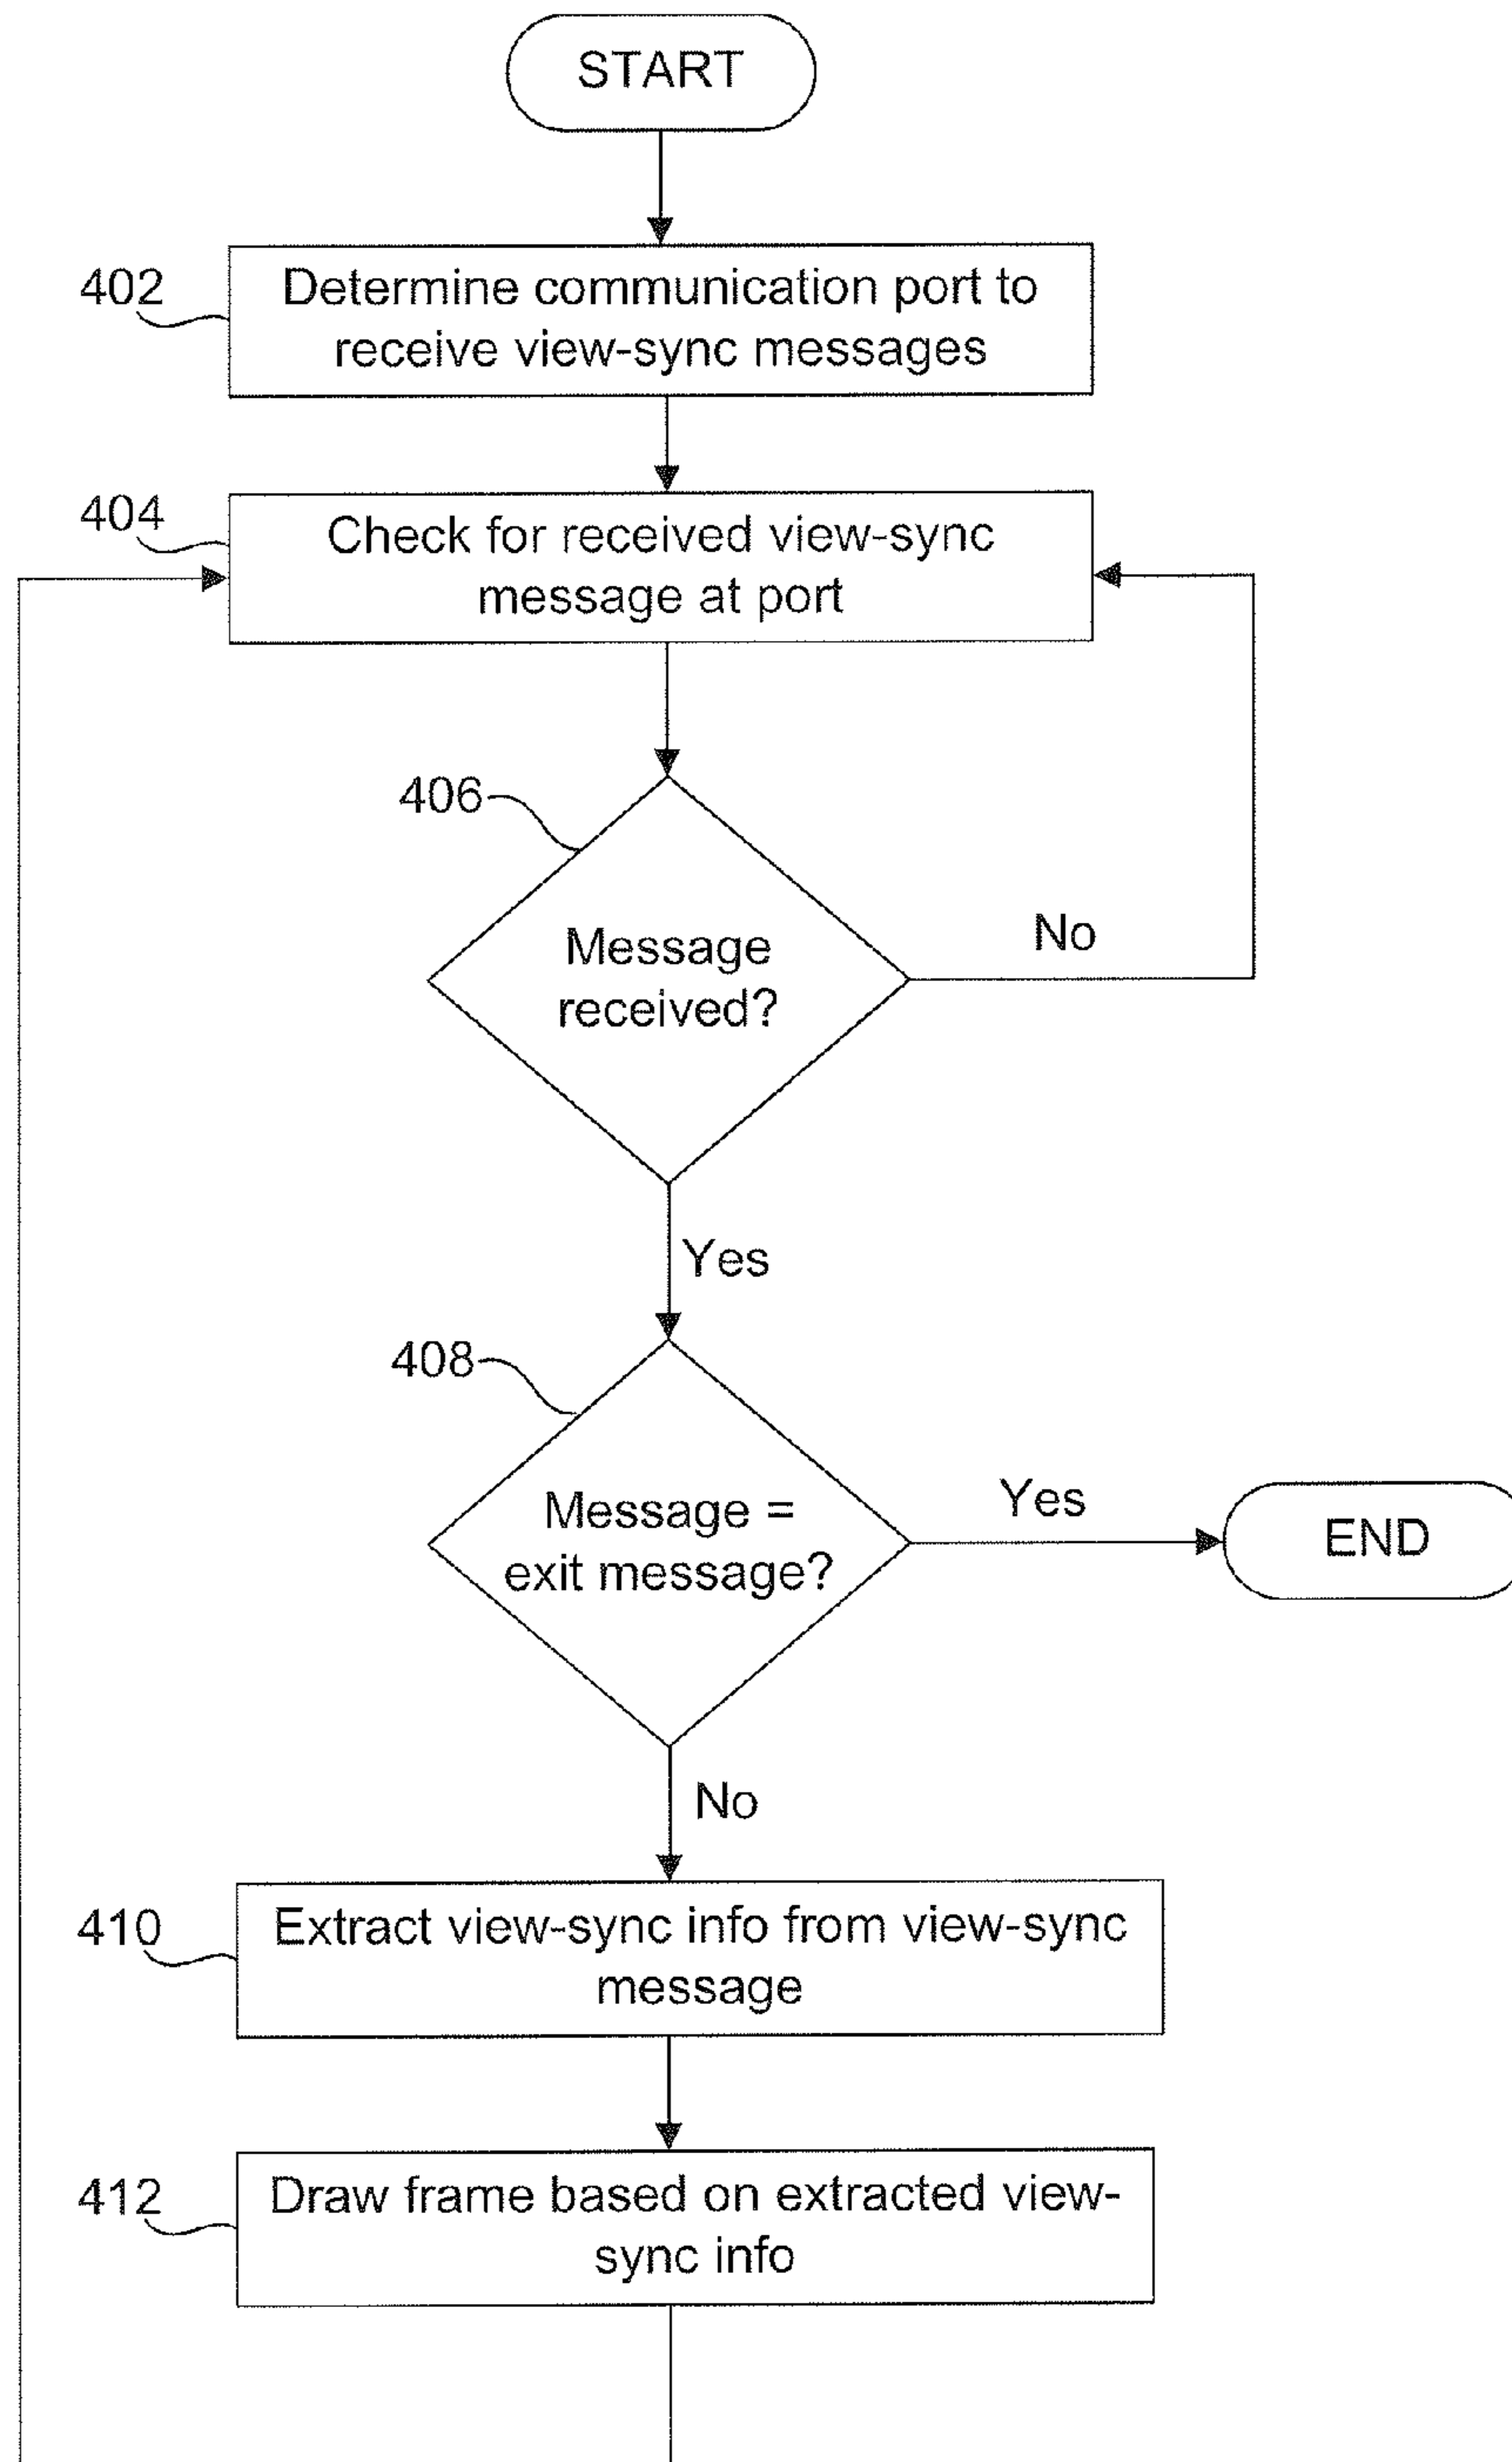 START
402
Determine communication port to
receive view-sync messages
404
Check for received view-sync
message at port
406
Message
received?
No
Yes
408
Message =
exit message?
Yes
END
No
410
Extract view-sync info from view-sync
message
412
Draw frame based on extracted view-
sync info